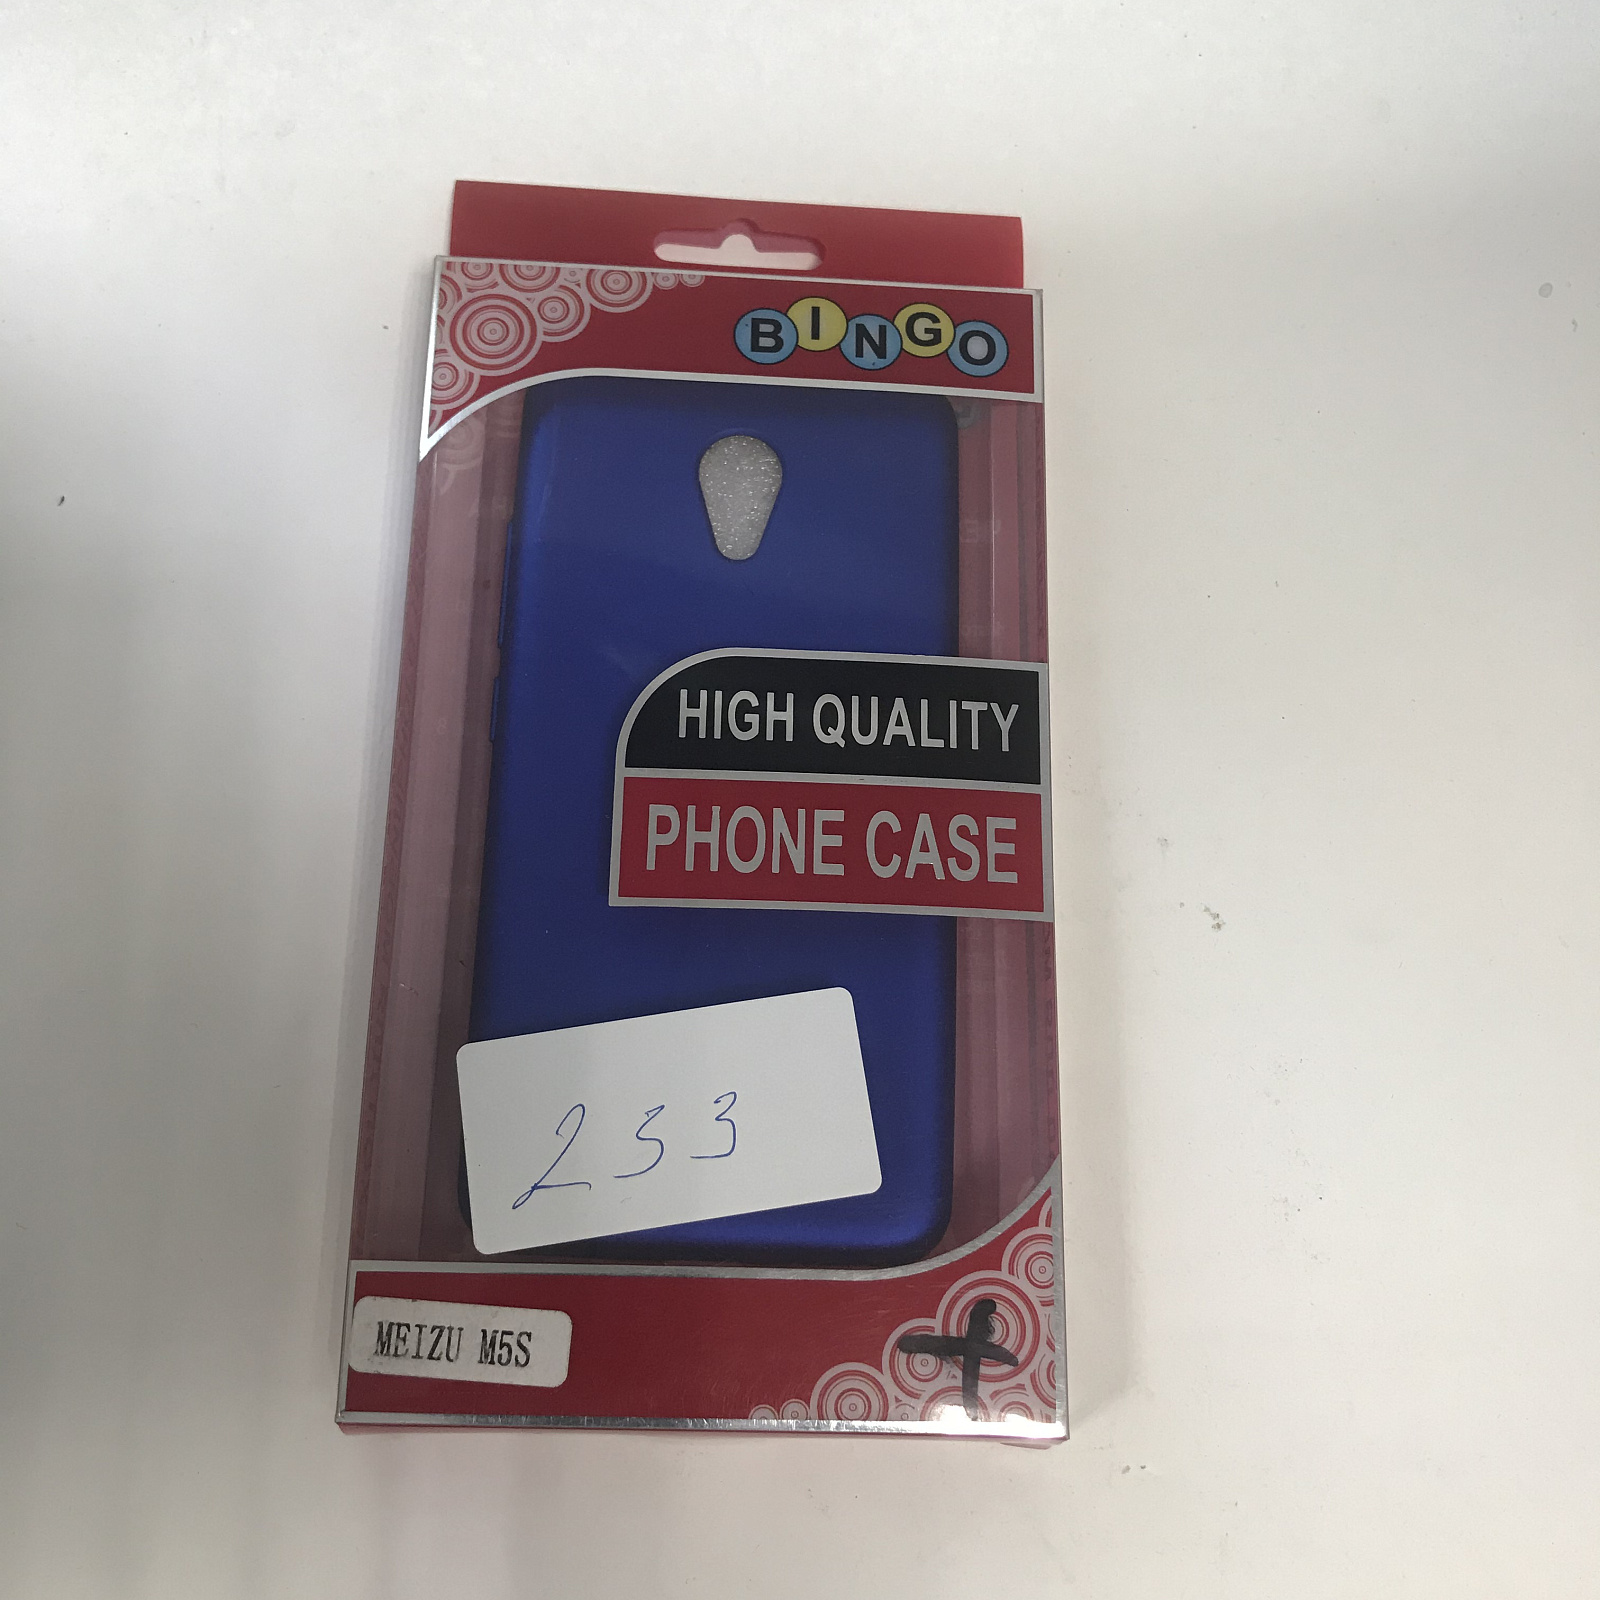 BINGO
HIGH QUALITY
PHONE CASE
233
MEIZU M5S
+